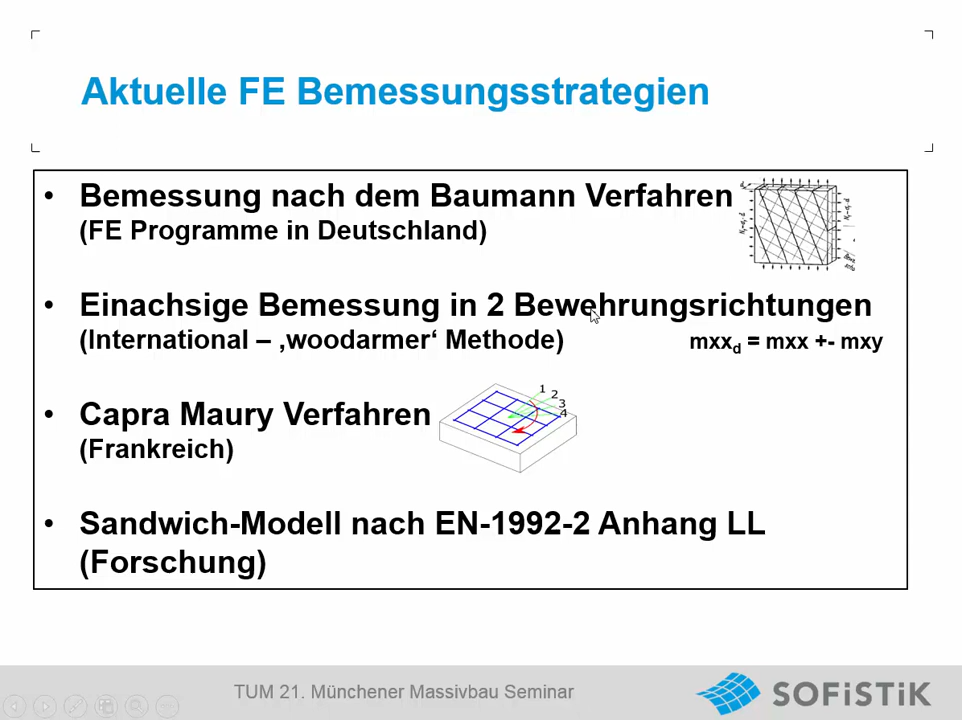 Aktuelle FE Bemessungsstrategien
• Bemessung nach dem Baumann Verfahren
(FE Programme in Deutschland)
• Einachsige Bemessung in 2 Bewehrungsrichtungen
(International – ‚woodarmer‘ Methode)
mxxd = mxx +- mxy
• Capra Maury Verfahren
(Frankreich)
1
2
3
4
• Sandwich-Modell nach EN-1992-2 Anhang LL
(Forschung)
TUM 21. Münchener Massivbau Seminar
SOFiSTiK